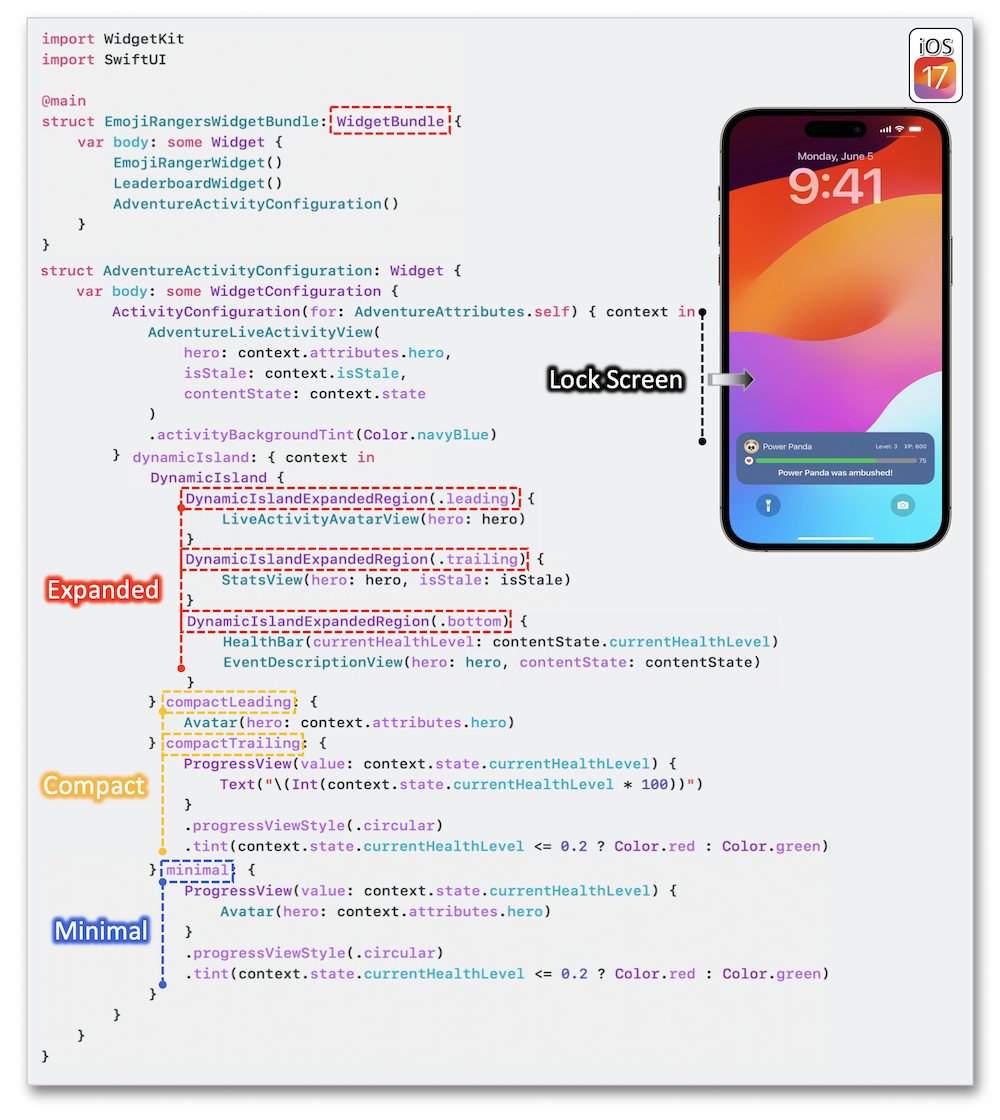 import WidgetKit
import SwiftUI
iOS
17
@main
struct EmojiRangersWidgetBundle: WidgetBundle {
var body: some Widget {
EmojiRangerWidget()
LeaderboardWidget()
AdventureActivityConfiguration()
}
}
struct AdventureActivityConfiguration: Widget {
var body: some WidgetConfiguration {
ActivityConfiguration(for: AdventureAttributes.self) { context in
AdventureLiveActivityView(
hero: context.attributes.hero,
isStale: context.isStale,
contentState: context.state
)
.activityBackgroundTint(Color.navyBlue)
} dynamicIsland: { context in
DynamicIsland {
DynamicIslandExpandedRegion(.leading) {
LiveActivityAvatarView(hero: hero)
}
DynamicIslandExpandedRegion(.trailing) {
StatsView(hero: hero, isStale: isStale)
}
DynamicIslandExpandedRegion(.bottom) {
HealthBar(currentHealthLevel: contentState.currentHealthLevel)
EventDescriptionView(hero: hero, contentState: contentState)
}
} compactLeading: {
Avatar(hero: context.attributes.hero)
} compactTrailing: {
ProgressView(value: context.state.currentHealthLevel) {
Text("\(Int(context.state.currentHealthLevel * 100))")
}
.progressViewStyle(.circular)
.tint(context.state.currentHealthLevel <= 0.2 ? Color.red : Color.green)
} minimal: {
ProgressView(value: context.state.currentHealthLevel) {
Avatar(hero: context.attributes.hero)
}
.progressViewStyle(.circular)
.tint(context.state.currentHealthLevel <= 0.2 ? Color.red : Color.green)
}
}
}
}
Lock Screen
Expanded
Compact
Minimal
Monday, June 5
9:41
Power Panda Level: 3 XP: 600
75
Power Panda was ambushed!